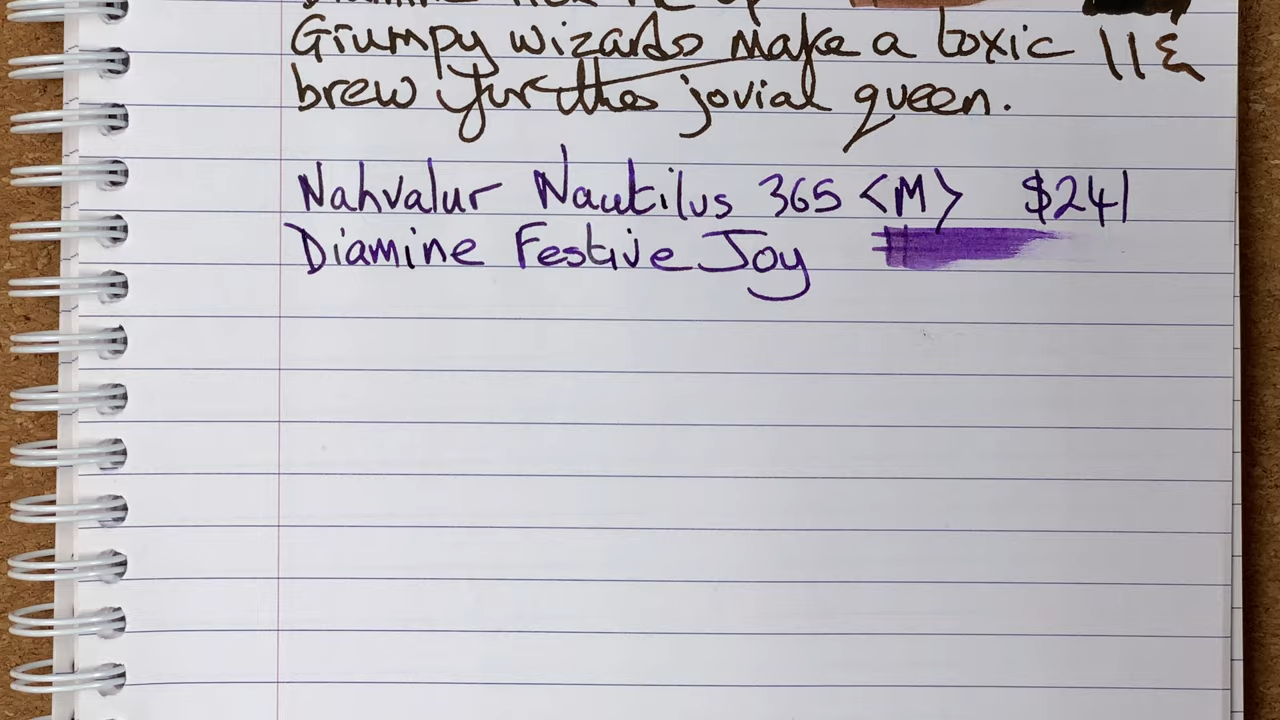 Grumpy wizards make a toxic
brew for the jovial queen.
Nahvalur Nautilus 365 <M> $241
Diamine Festive Joy